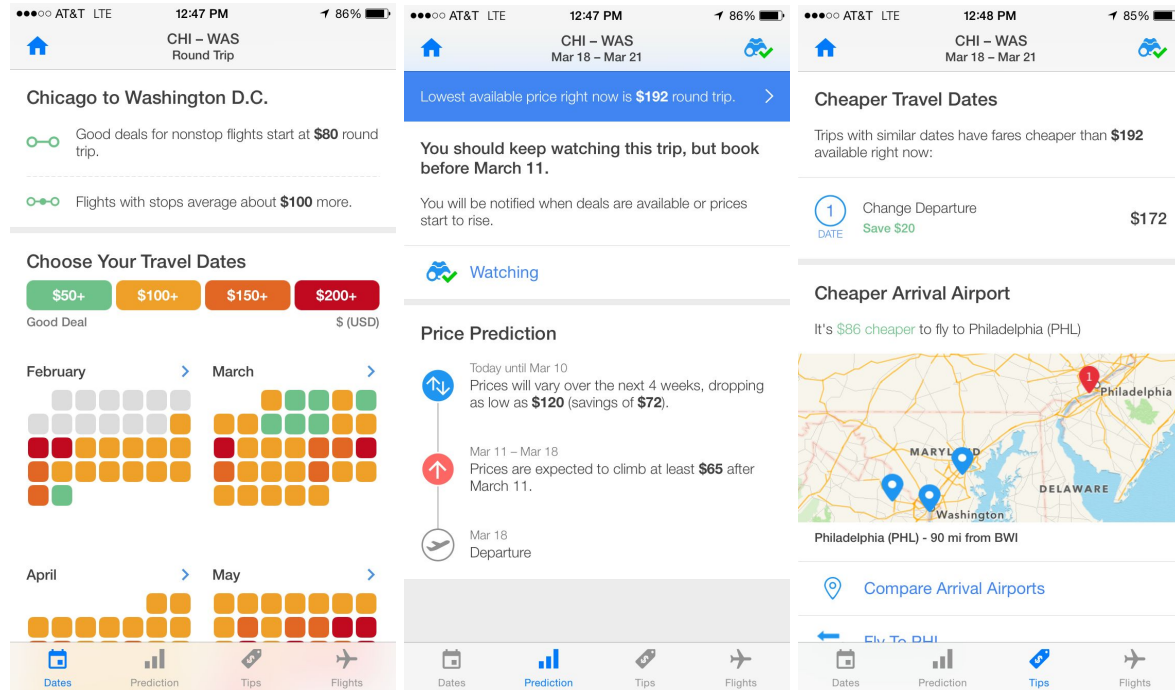 AT&T LTE 12:47 PM 86%
CHI – WAS
Round Trip
Chicago to Washington D.C.
Good deals for nonstop flights start at $80 round
trip.
Flights with stops average about $100 more.
Choose Your Travel Dates
$50+ $100+ $150+ $200+
Good Deal $ (USD)
February March
April May
Dates Prediction Tips Flights
AT&T LTE 12:47 PM 86%
CHI – WAS
Mar 18 – Mar 21
Lowest available price right now is $192 round trip.
You should keep watching this trip, but book
before March 11.
You will be notified when deals are available or prices
start to rise.
Watching
Price Prediction
Today until Mar 10
Prices will vary over the next 4 weeks, dropping
as low as $120 (savings of $72).
Mar 11 – Mar 18
Prices are expected to climb at least $65 after
March 11.
Mar 18
Departure
Dates Prediction Tips Flights
AT&T LTE 12:48 PM 85%
CHI – WAS
Mar 18 – Mar 21
Cheaper Travel Dates
Trips with similar dates have fares cheaper than $192
available right now:
1
DATE
Change Departure
Save $20
$172
Cheaper Arrival Airport
It's $86 cheaper to fly to Philadelphia (PHL)
1
Philadelphia
MARYLAND
DELAWARE
Washington
Philadelphia (PHL) - 90 mi from BWI
Compare Arrival Airports
Fly To PHL
Dates Prediction Tips Flights